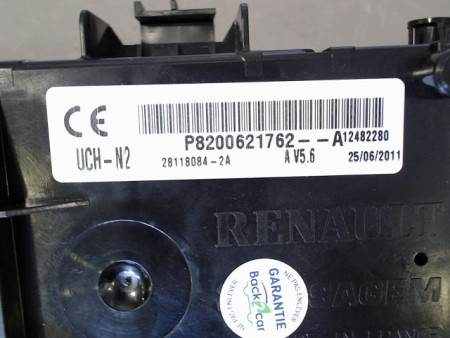 CE
P8200621762--A12482280
UCH-N2 28118084-2A A V5.6 25/06/2011
RENAULT
SAGEM
NE PAS ENLEVER
GARANTIE
Back car
NE PAS ENLEVER